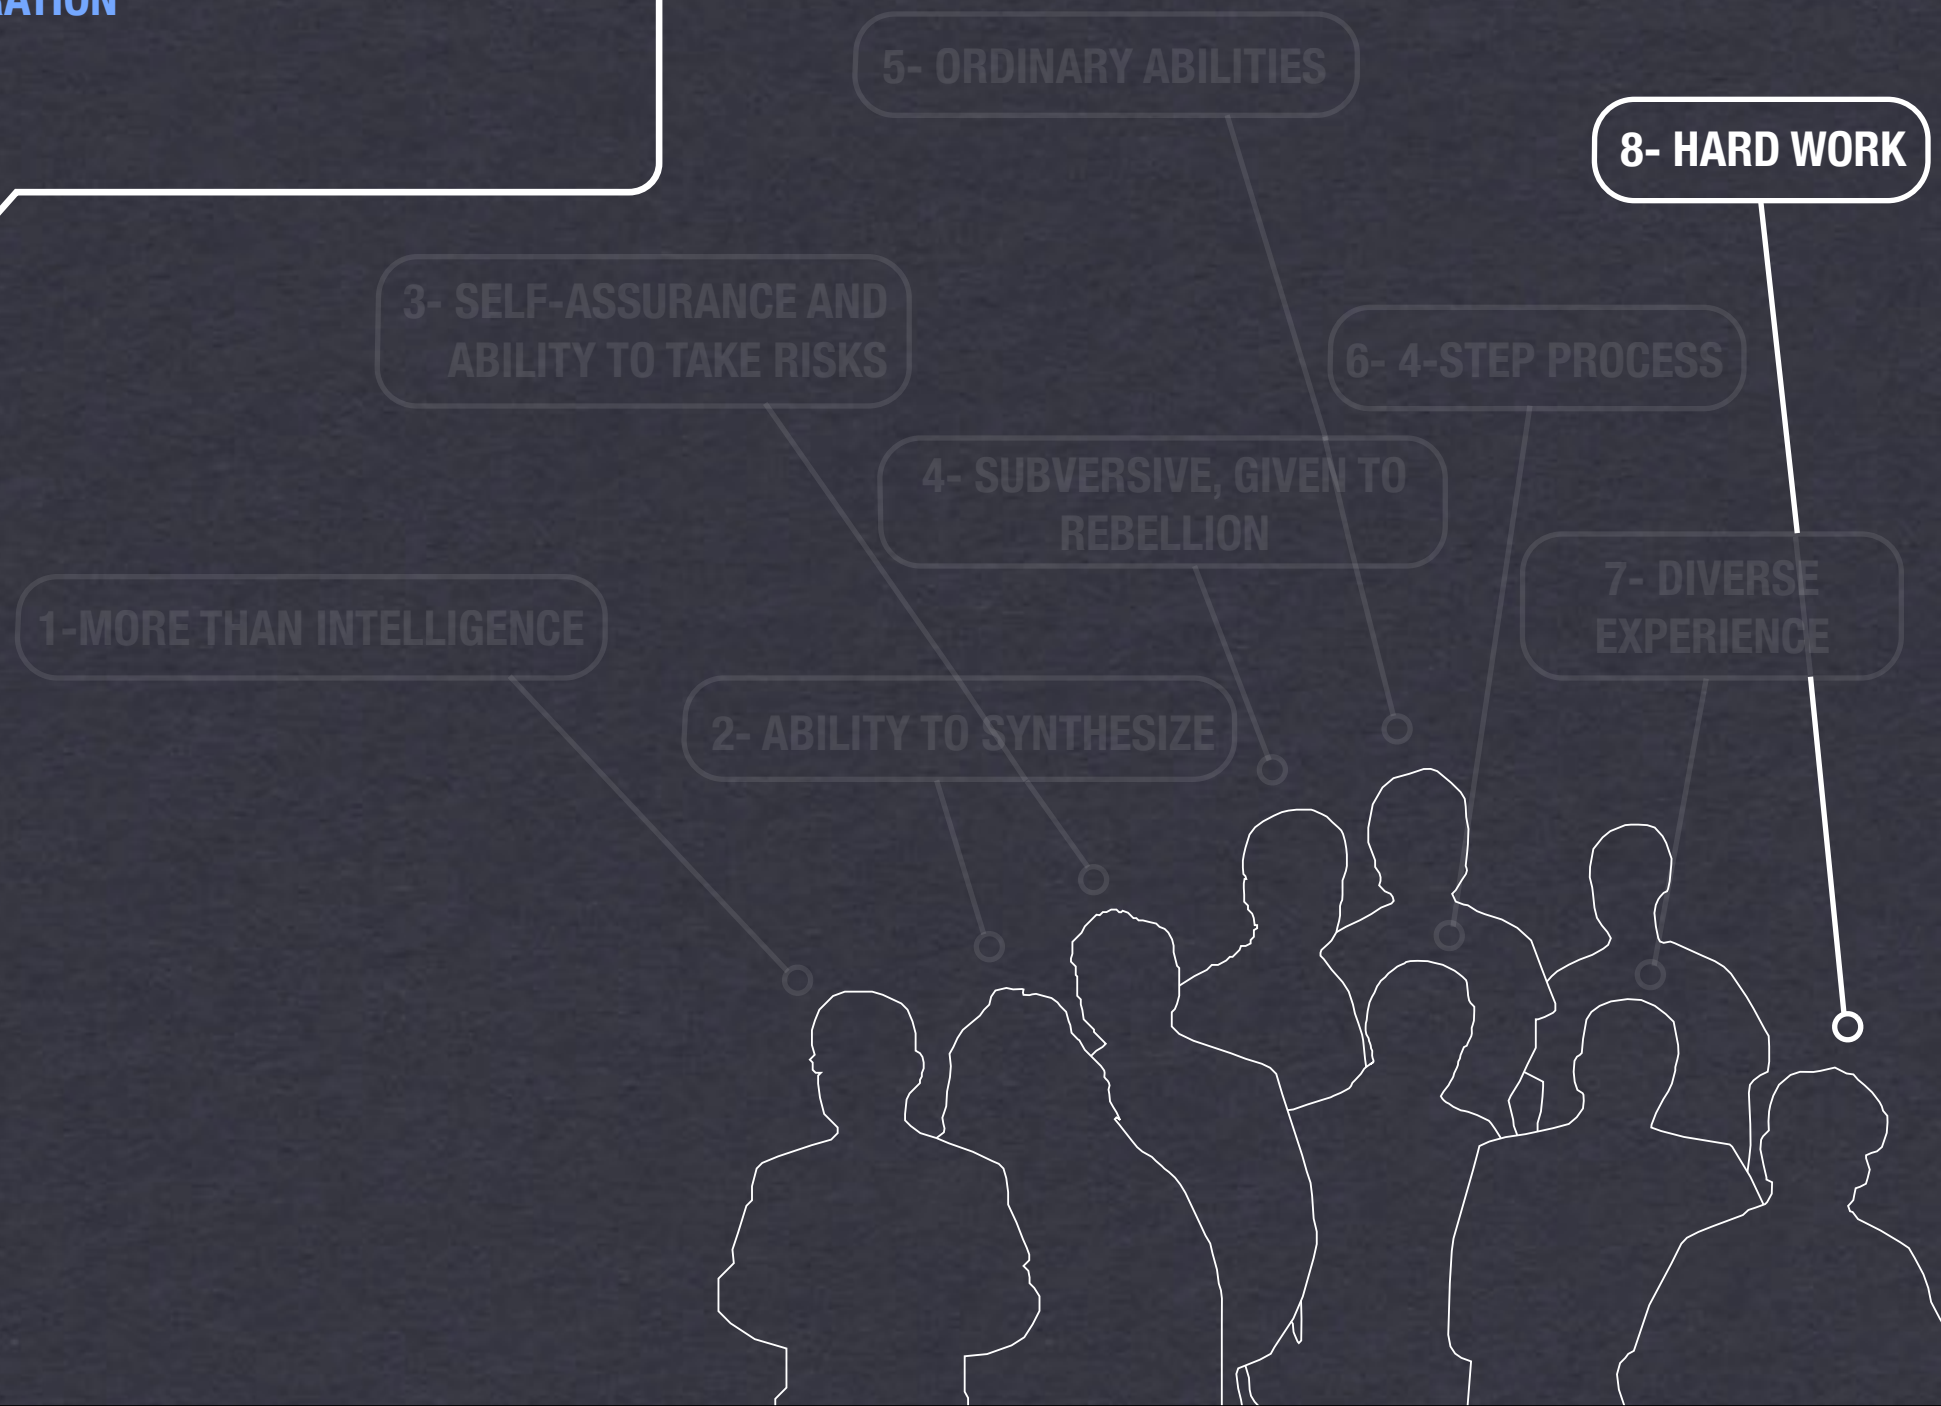 RATION
5- ORDINARY ABILITIES
8- HARD WORK
3- SELF-ASSURANCE AND
ABILITY TO TAKE RISKS
6- 4-STEP PROCESS
4- SUBVERSIVE, GIVEN TO
REBELLION
7- DIVERSE
EXPERIENCE
1-MORE THAN INTELLIGENCE
2- ABILITY TO SYNTHESIZE